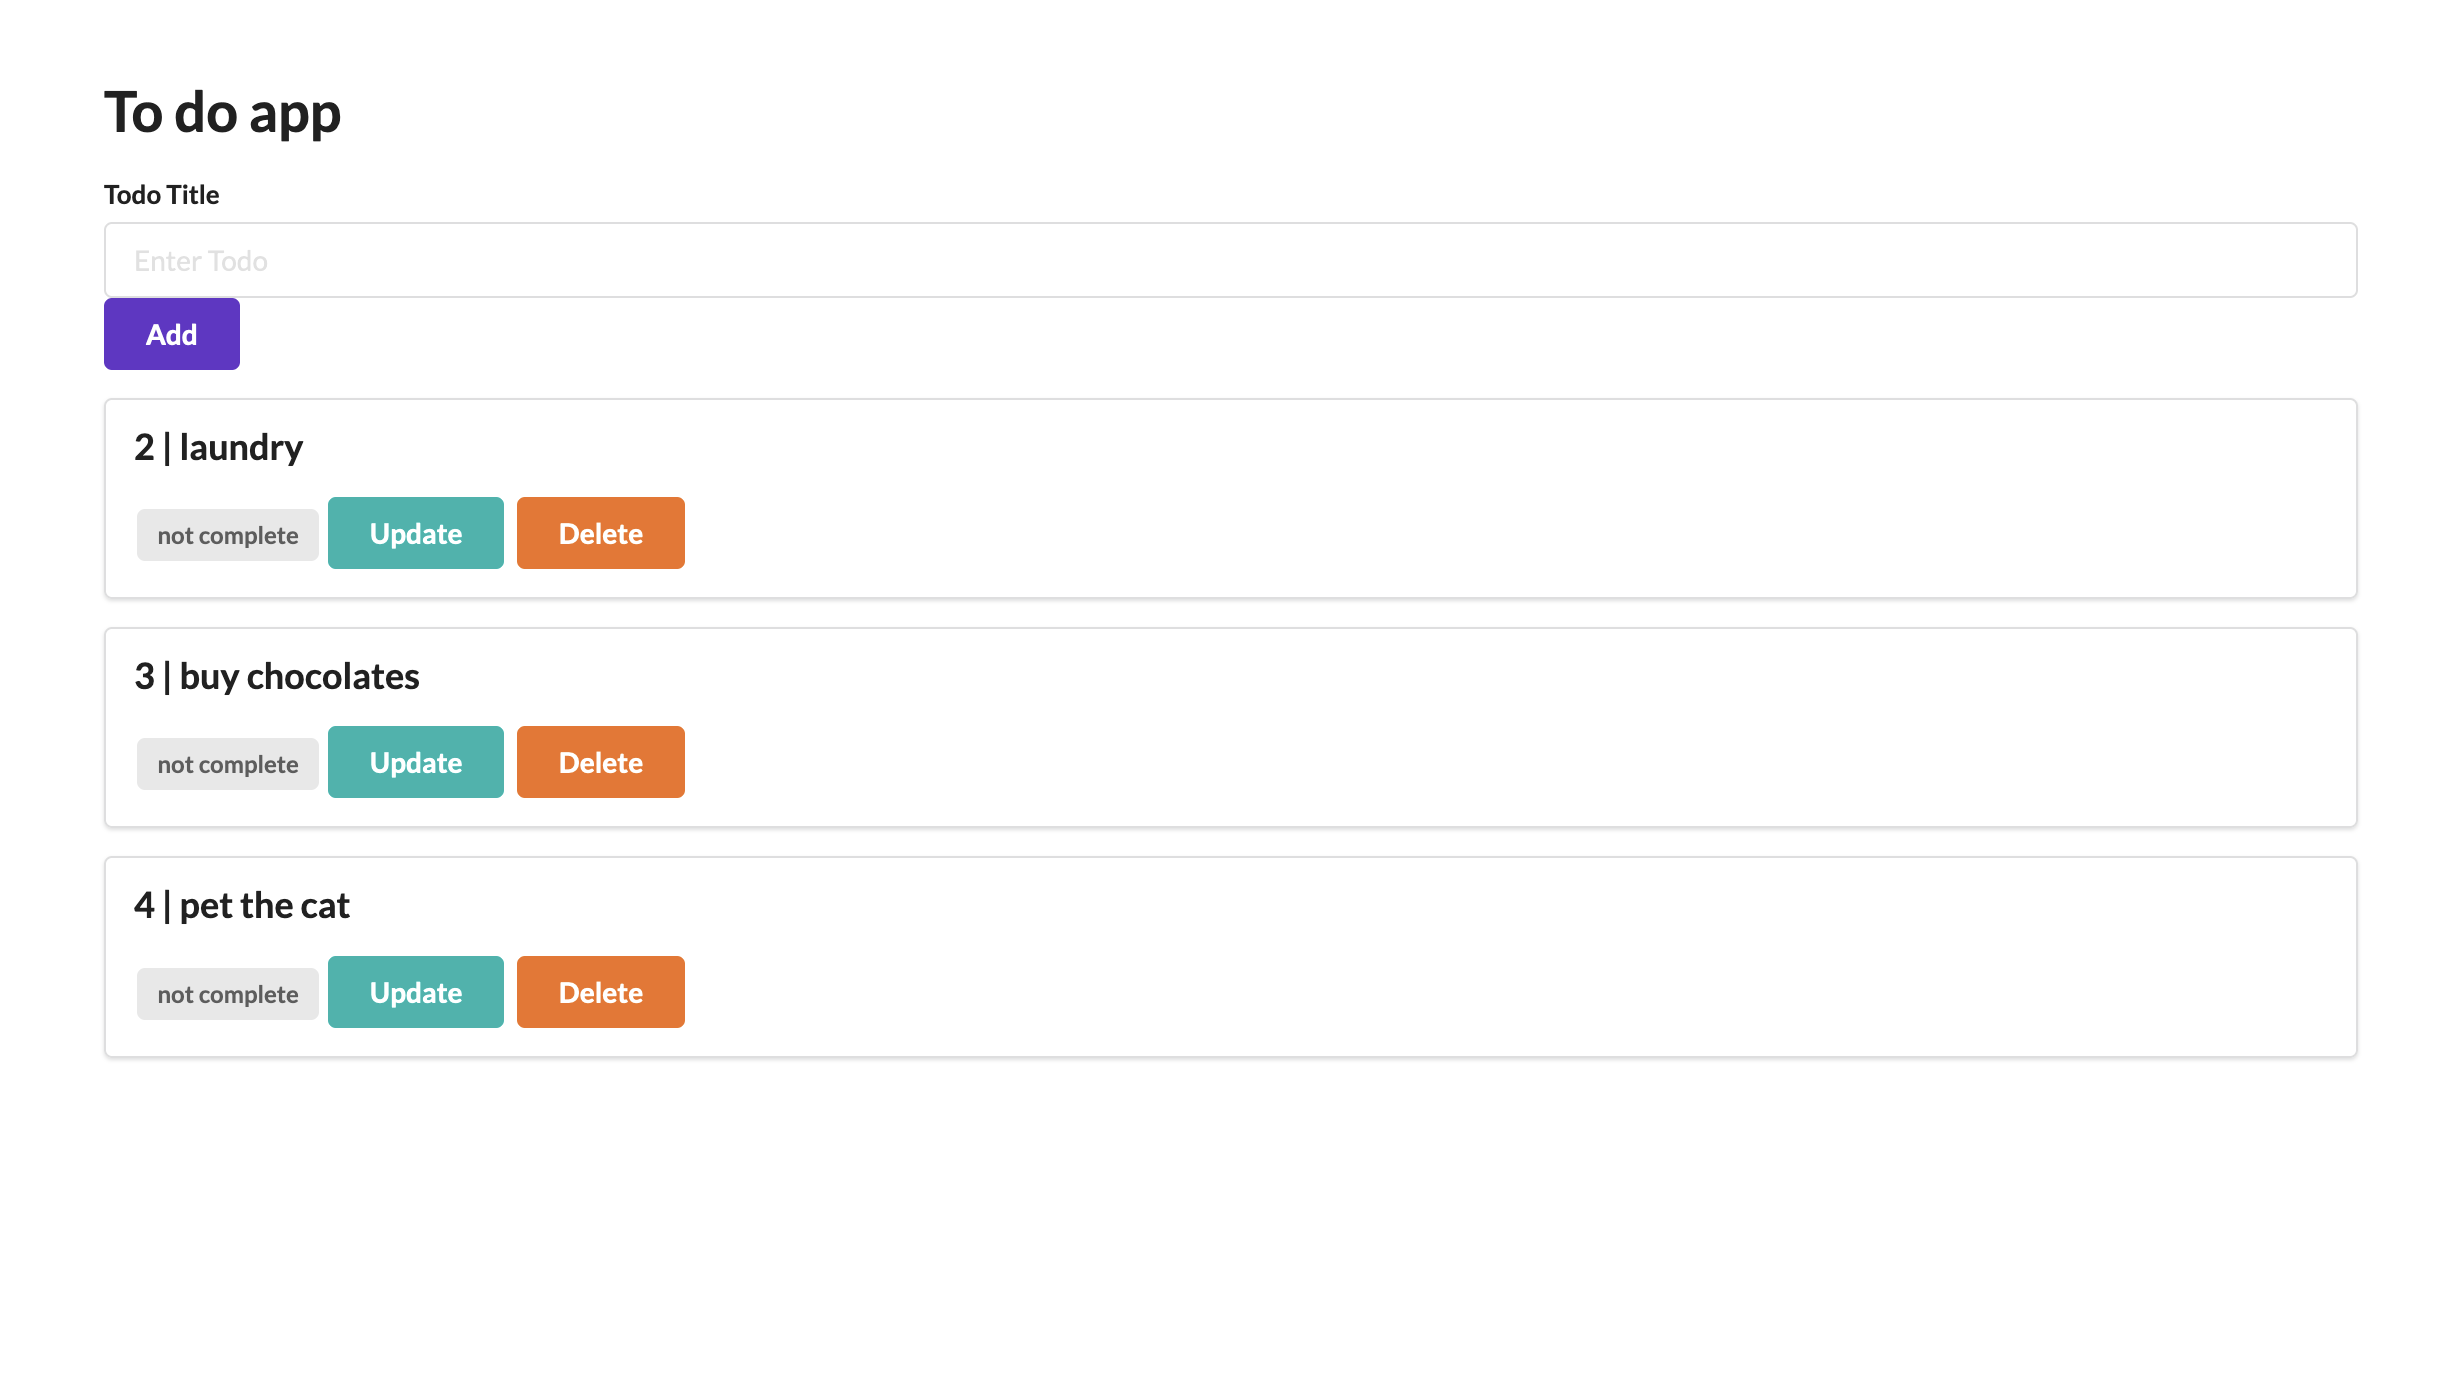 To do app
Todo Title
Enter Todo
Add
2 | laundry
not complete Update Delete
3 | buy chocolates
not complete Update Delete
4 | pet the cat
not complete Update Delete